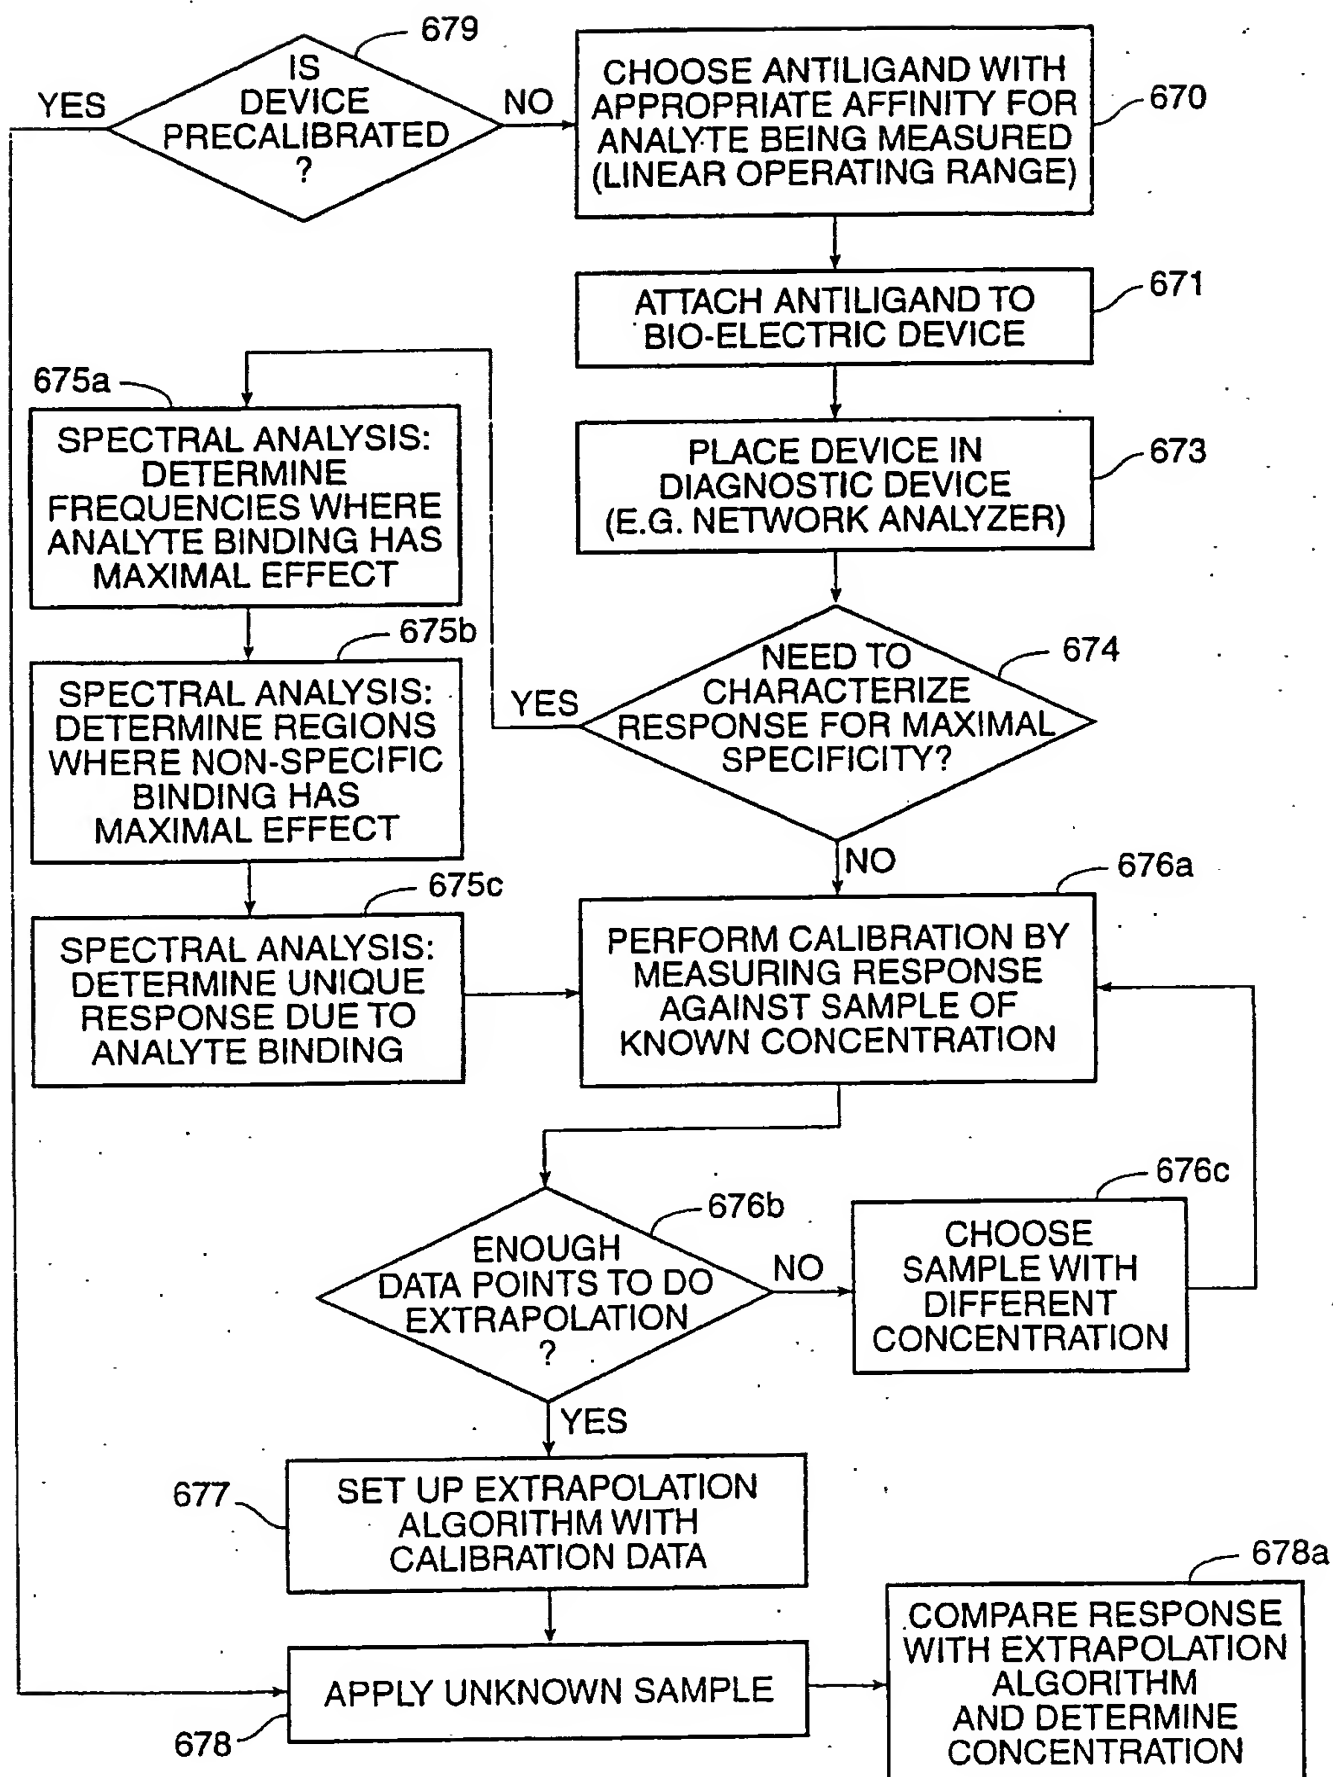 679
IS
DEVICE
PRECALIBRATED
?
YES
NO
CHOOSE ANTILIGAND WITH
APPROPRIATE AFFINITY FOR
ANALYTE BEING MEASURED
(LINEAR OPERATING RANGE)
670
ATTACH ANTILIGAND TO
BIO-ELECTRIC DEVICE
671
PLACE DEVICE IN
DIAGNOSTIC DEVICE
(E.G. NETWORK ANALYZER)
673
NEED TO
CHARACTERIZE
RESPONSE FOR MAXIMAL
SPECIFICITY?
674
YES
NO
675a
SPECTRAL ANALYSIS:
DETERMINE
FREQUENCIES WHERE
ANALYTE BINDING HAS
MAXIMAL EFFECT
675b
SPECTRAL ANALYSIS:
DETERMINE REGIONS
WHERE NON-SPECIFIC
BINDING HAS
MAXIMAL EFFECT
675c
SPECTRAL ANALYSIS:
DETERMINE UNIQUE
RESPONSE DUE TO
ANALYTE BINDING
676a
PERFORM CALIBRATION BY
MEASURING RESPONSE
AGAINST SAMPLE OF
KNOWN CONCENTRATION
676b
ENOUGH
DATA POINTS TO DO
EXTRAPOLATION
?
NO
676c
CHOOSE
SAMPLE WITH
DIFFERENT
CONCENTRATION
YES
677
SET UP EXTRAPOLATION
ALGORITHM WITH
CALIBRATION DATA
APPLY UNKNOWN SAMPLE
678
678a
COMPARE RESPONSE
WITH EXTRAPOLATION
ALGORITHM
AND DETERMINE
CONCENTRATION